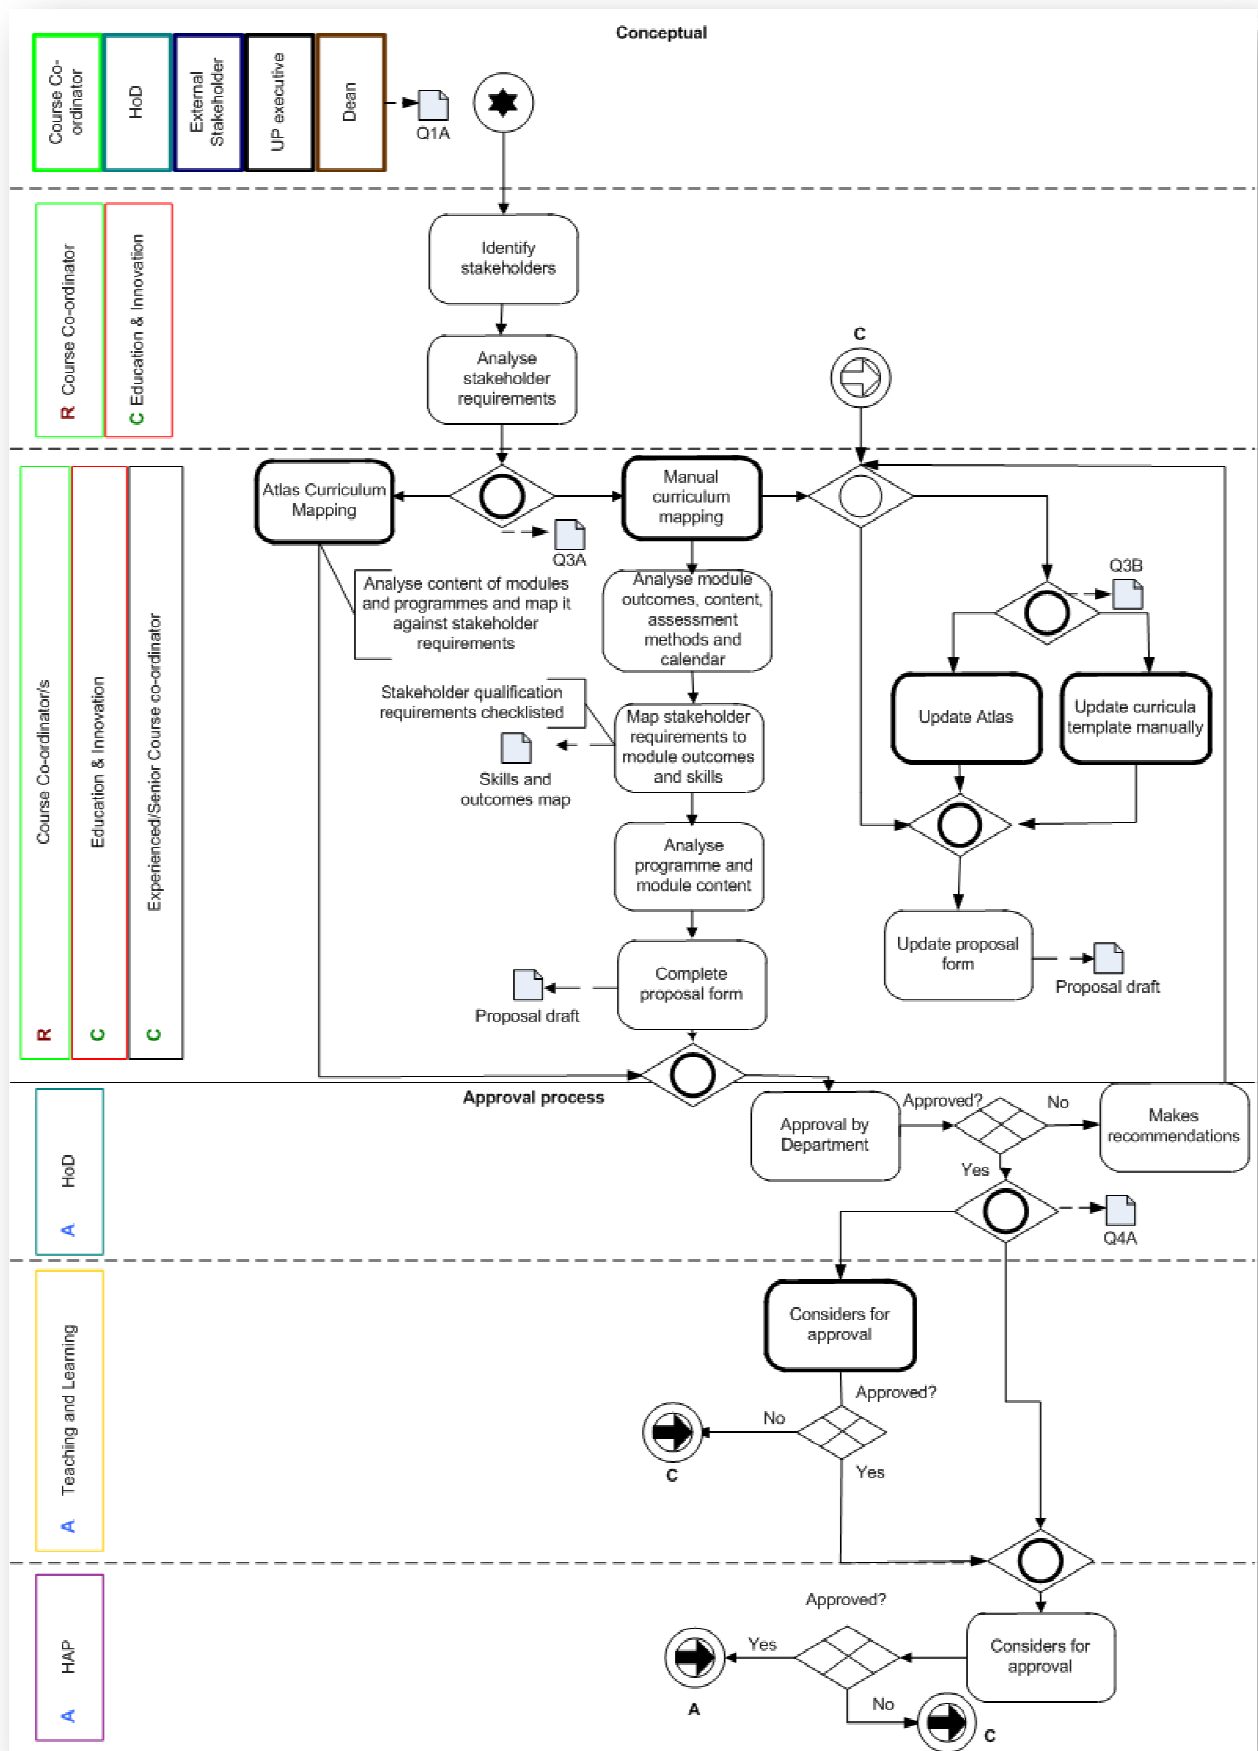 Conceptual
Course Co-
ordinator
HoD
External
Stakeholder
UP executive
Dean
Q1A
R Course Co-ordinator
C Education & Innovation
Identify
stakeholders
Analyse
stakeholder
requirements
C
R Course Co-ordinator/s
C Education & Innovation
C Experienced/Senior Course co-ordinator
Atlas Curriculum
Mapping
Q3A
Manual
curriculum
mapping
Analyse content of modules
and programmes and map it
against stakeholder
requirements
Analyse module
outcomes, content,
assessment
methods and
calendar
Q3B
Stakeholder qualification
requirements checklisted
Map stakeholder
requirements to
module outcomes
and skills
Skills and
outcomes map
Update Atlas
Update curricula
template manually
Analyse
programme and
module content
Complete
proposal form
Proposal draft
Update proposal
form
Proposal draft
Approval process
A HoD
Approval by
Department
Approved?
No
Makes
recommendations
Yes
Q4A
A Teaching and Learning
Considers for
approval
Approved?
No
C
Yes
A HAP
Approved?
Considers for
approval
Yes
A
No
C